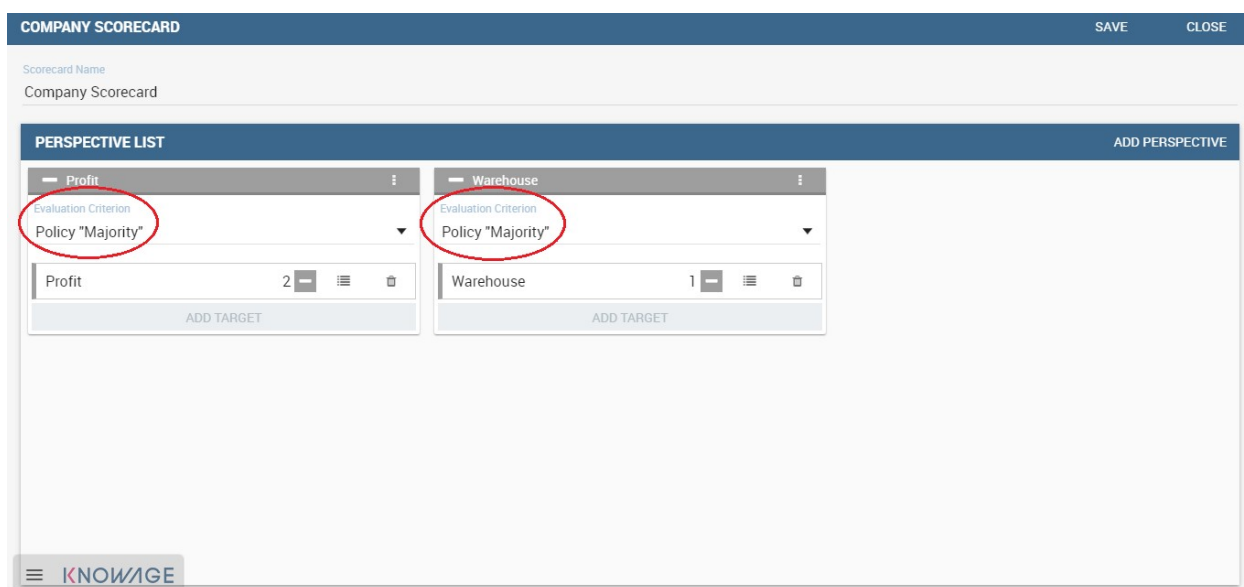 COMPANY SCORECARD SAVE CLOSE
Scorecard Name
Company Scorecard
PERSPECTIVE LIST ADD PERSPECTIVE
Profit
Evaluation Criterion
Policy "Majority"
Profit 2
ADD TARGET
Warehouse
Evaluation Criterion
Policy "Majority"
Warehouse 1
ADD TARGET
KNOWAGE